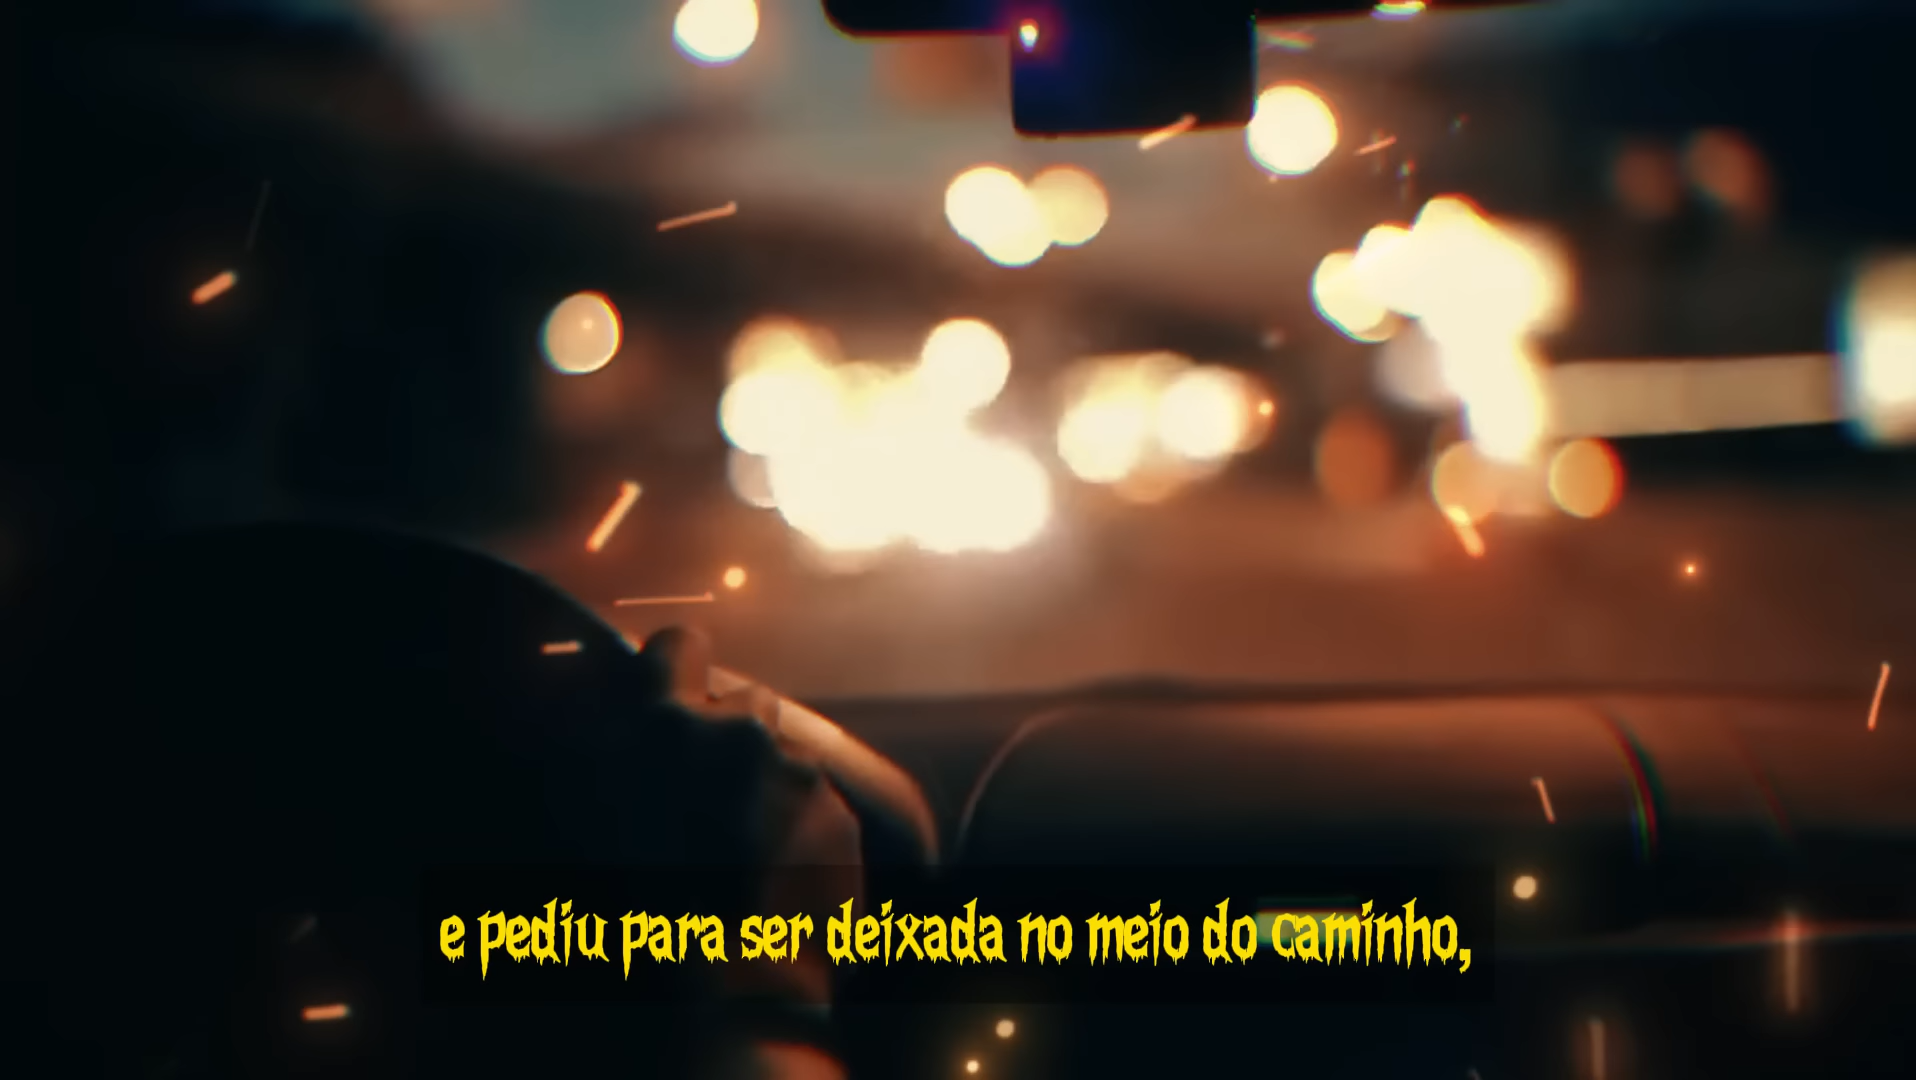 e pediu para ser deixada no meio do caminho,